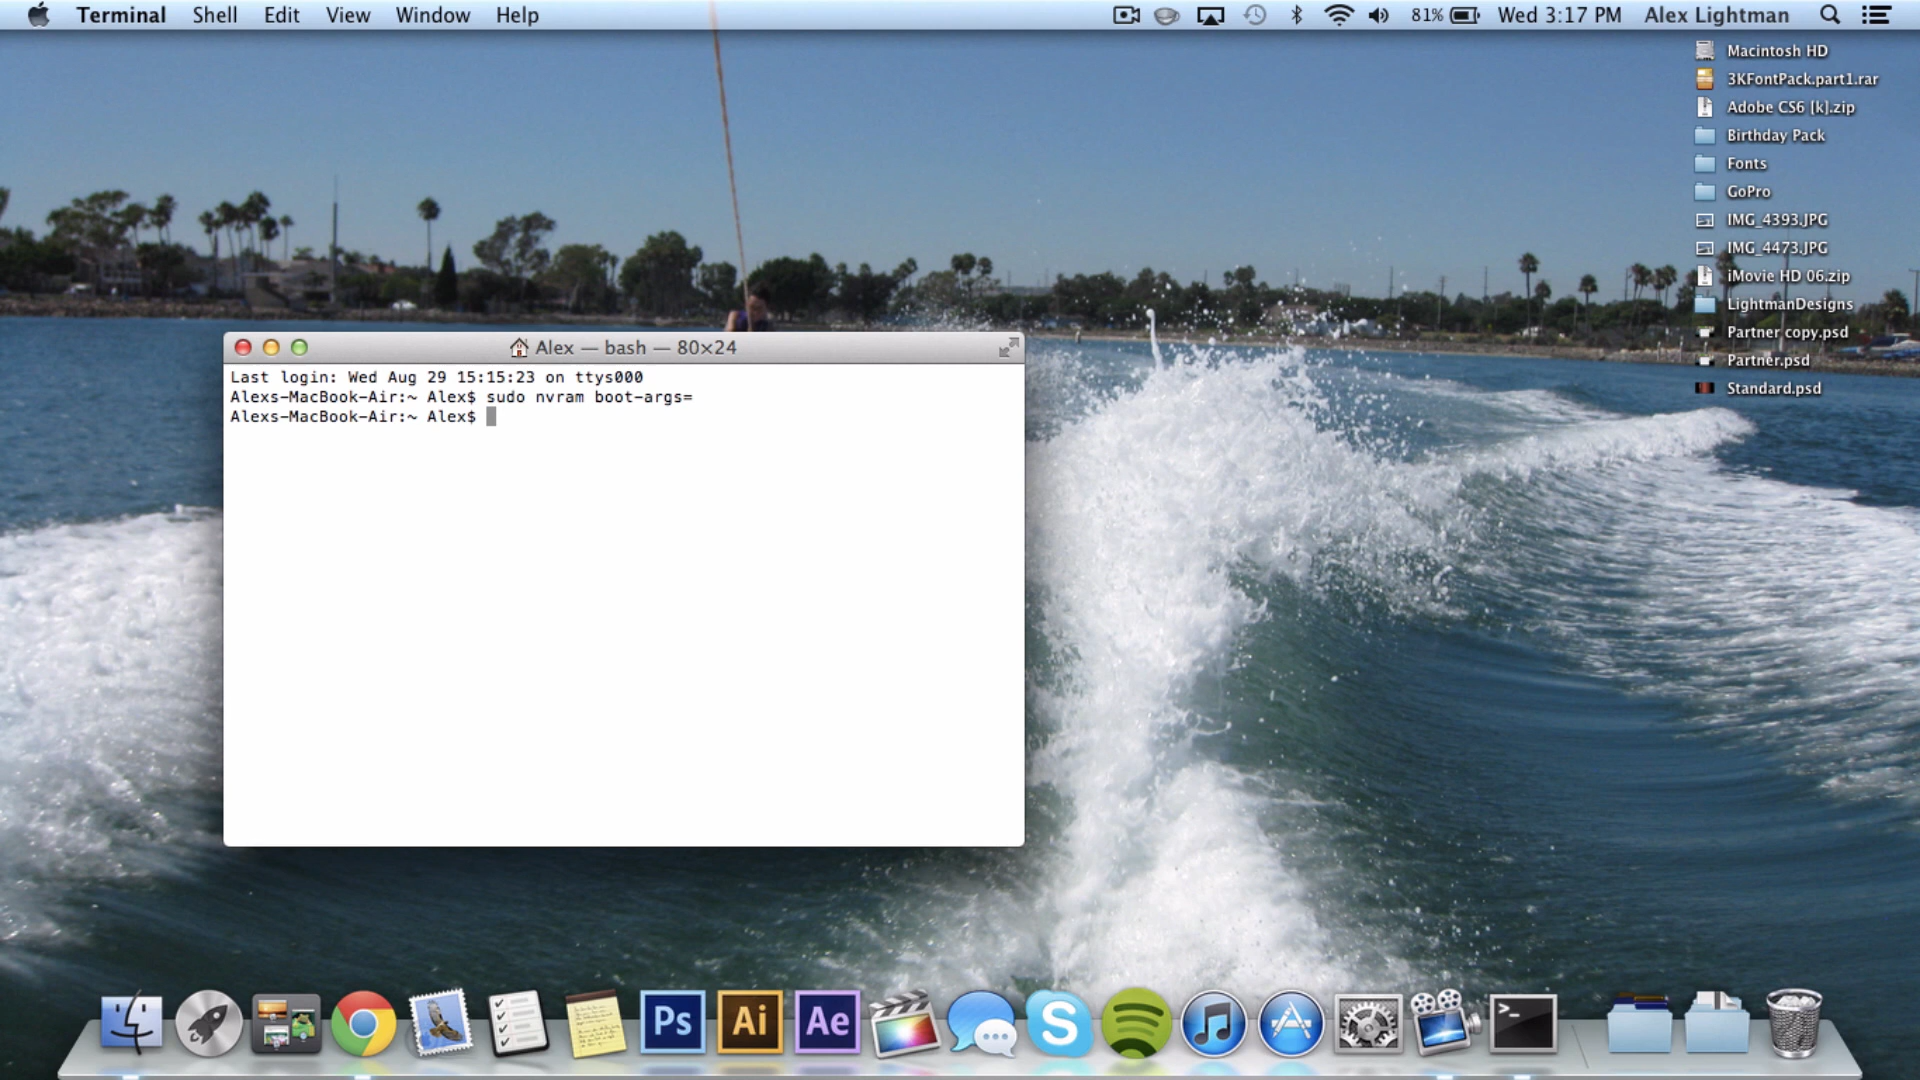 Terminal Shell Edit View Window Help 81% Wed 3:17 PM Alex Lightman
Macintosh HD
3KFontPack.part1.rar
Adobe CS6 [k].zip
Birthday Pack
Fonts
GoPro
IMG_4393.JPG
IMG_4473.JPG
iMovie HD 06.zip
LightmanDesigns
Partner copy.psd
Partner.psd
Standard.psd
Alex — bash — 80×24
Last login: Wed Aug 29 15:15:23 on ttys000
Alexs-MacBook-Air:~ Alex$ sudo nvram boot-args=
Alexs-MacBook-Air:~ Alex$
Ps Ai Ae S >_